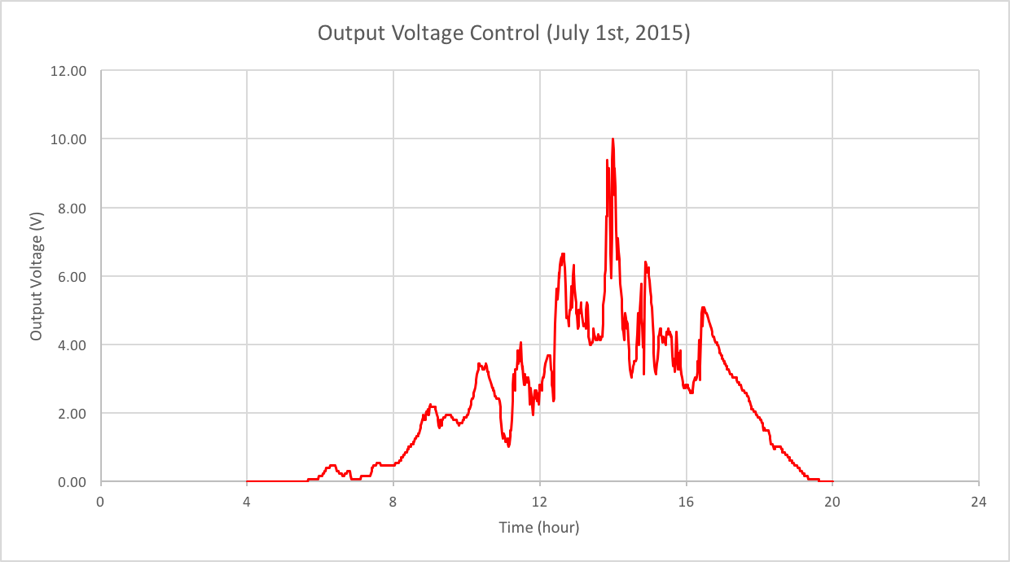 Output Voltage Control (July 1st, 2015)
12.00
10.00
8.00
6.00
4.00
2.00
0.00
Output Voltage (V)
0 4 8 12 16 20 24
Time (hour)